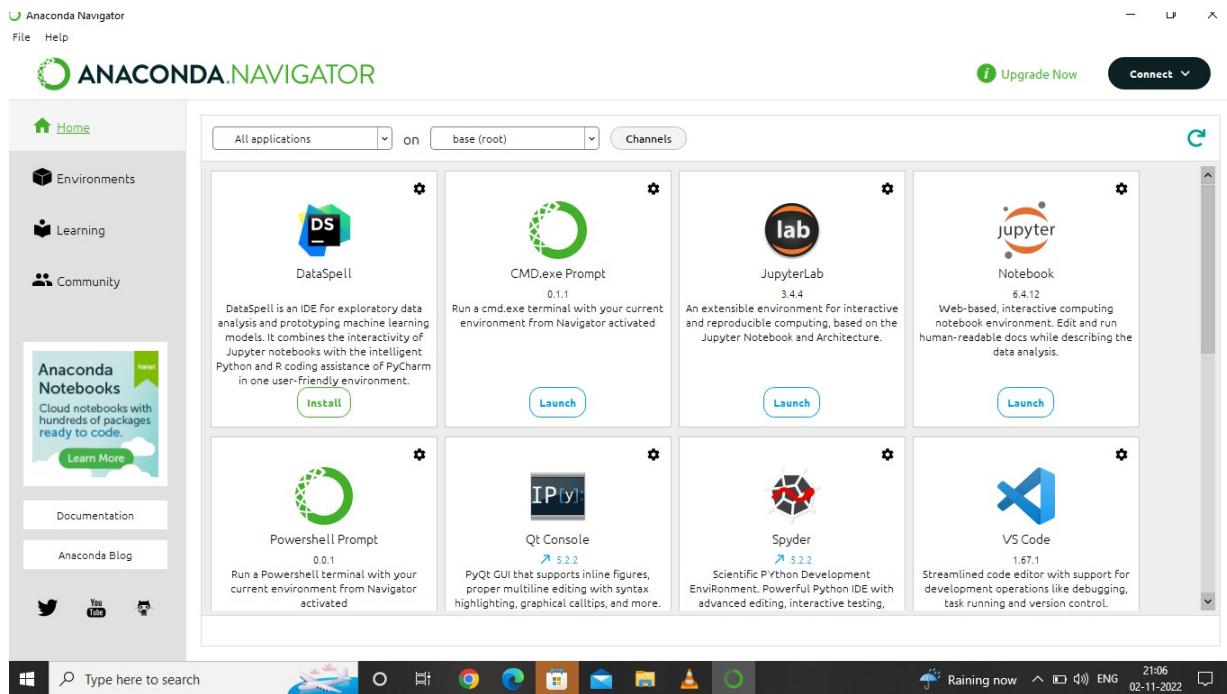 Anaconda Navigator
File Help
ANACONDA.NAVIGATOR
i Upgrade Now
Connect
Home
Environments
Learning
Community
Anaconda
Notebooks
New!
Cloud notebooks with
hundreds of packages
ready to code.
Learn More
Documentation
Anaconda Blog
You
Tube
All applications on base (root) Channels
DS
DataSpell
DataSpell is an IDE for exploratory data
analysis and prototyping machine learning
models. It combines the interactivity of
Jupyter notebooks with the intelligent
Python and R coding assistance of PyCharm
in one user-friendly environment.
Install
CMD.exe Prompt
0.1.1
Run a cmd.exe terminal with your current
environment from Navigator activated
Launch
lab
JupyterLab
3.4.4
An extensible environment for interactive
and reproducible computing, based on the
Jupyter Notebook and Architecture.
Launch
jupyter
Notebook
6.4.12
Web-based, interactive computing
notebook environment. Edit and run
human-readable docs while describing the
data analysis.
Launch
Powershell Prompt
0.0.1
Run a Powershell terminal with your
current environment from Navigator
activated
IP[y]:
Qt Console
5.2.2
PyQt GUI that supports inline figures,
proper multiline editing with syntax
highlighting, graphical calltips, and more.
Spyder
5.2.2
Scientific PYthon Development
EnviRonment. Powerful Python IDE with
advanced editing, interactive testing,
VS Code
1.67.1
Streamlined code editor with support for
development operations like debugging,
task running and version control.
Type here to search
Raining now
ENG
21:06
02-11-2022